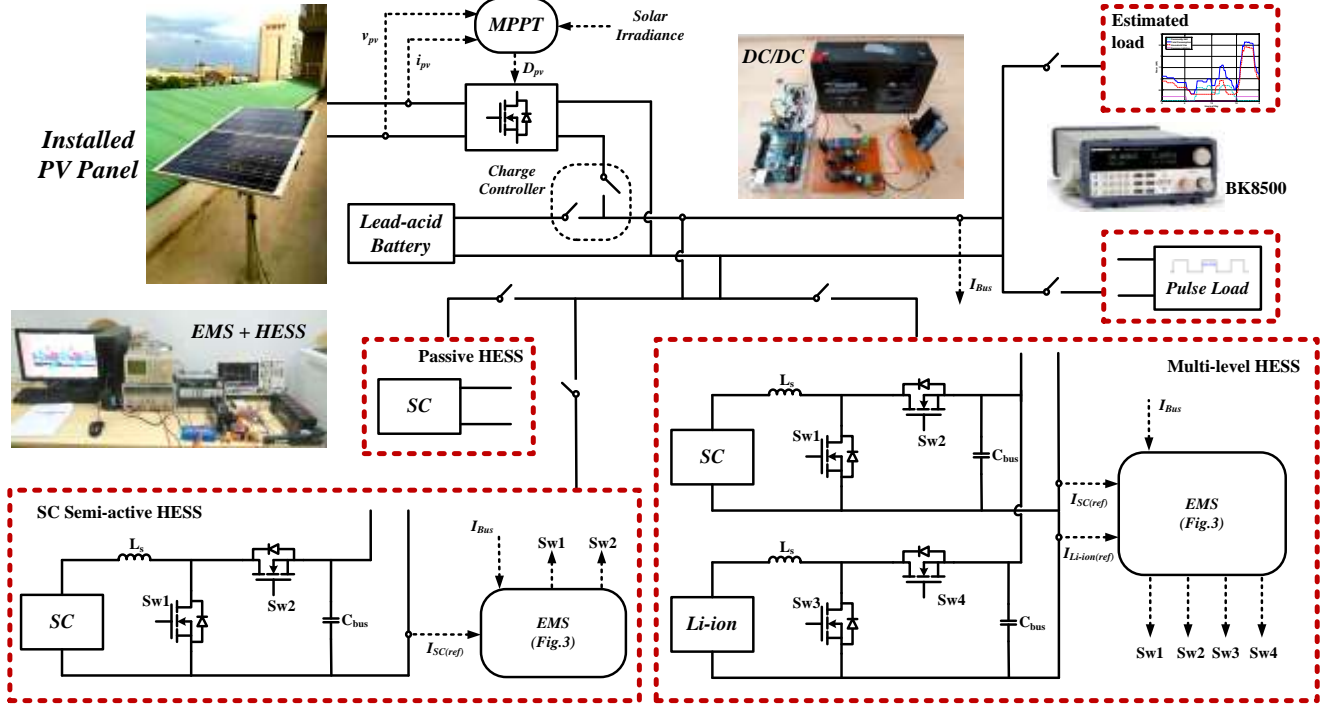 MPPT
Solar
Irradiance
v_pv
i_pv
D_pv
Installed
PV Panel
DC/DC
Estimated
load
BK8500
Charge
Controller
Lead-acid
Battery
I_Bus
Pulse Load
EMS + HESS
Passive HESS
SC
Multi-level HESS
L_s
Sw1
Sw2
SC
C_bus
I_Bus
I_SC(ref)
EMS
(Fig.3)
I_Li-ion(ref)
L_s
Sw3
Sw4
Li-ion
C_bus
Sw1
Sw2
Sw3
Sw4
SC Semi-active HESS
L_s
Sw1
Sw2
SC
C_bus
I_Bus
Sw1
Sw2
I_SC(ref)
EMS
(Fig.3)